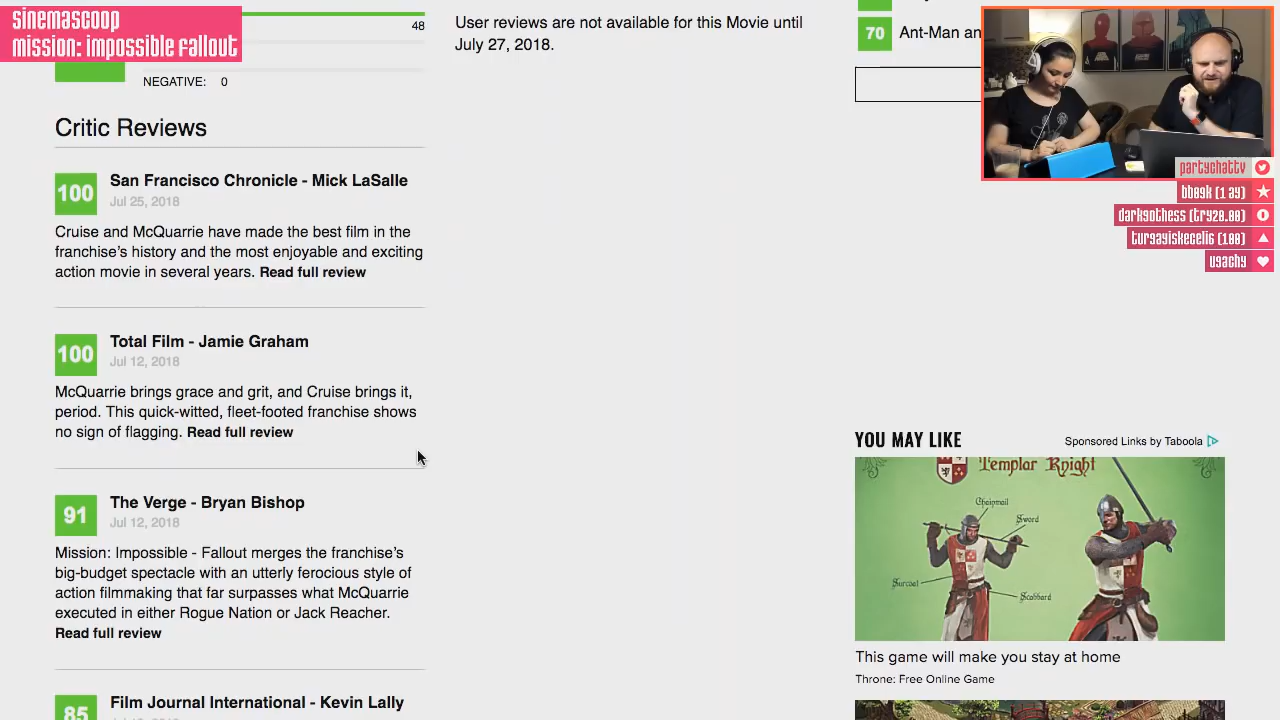 sinemascoop
mission: impossible fallout
48
NEGATIVE: 0
User reviews are not available for this Movie until
July 27, 2018.
70 Ant-Man an
Critic Reviews
100 San Francisco Chronicle - Mick LaSalle
Jul 25, 2018
Cruise and McQuarrie have made the best film in the
franchise's history and the most enjoyable and exciting
action movie in several years. Read full review
100 Total Film - Jamie Graham
Jul 12, 2018
McQuarrie brings grace and grit, and Cruise brings it,
period. This quick-witted, fleet-footed franchise shows
no sign of flagging. Read full review
91 The Verge - Bryan Bishop
Jul 12, 2018
Mission: Impossible - Fallout merges the franchise's
big-budget spectacle with an utterly ferocious style of
action filmmaking that far surpasses what McQuarrie
executed in either Rogue Nation or Jack Reacher.
Read full review
85 Film Journal International - Kevin Lally
partychattv
bbo9k (1 ay)
darkgothess (try20.00)
turgayiskeceli6 (100)
ugachy
YOU MAY LIKE
Sponsored Links by Taboola
Templar Knight
Chainmail
Sword
Surcoat
Scabbard
This game will make you stay at home
Throne: Free Online Game